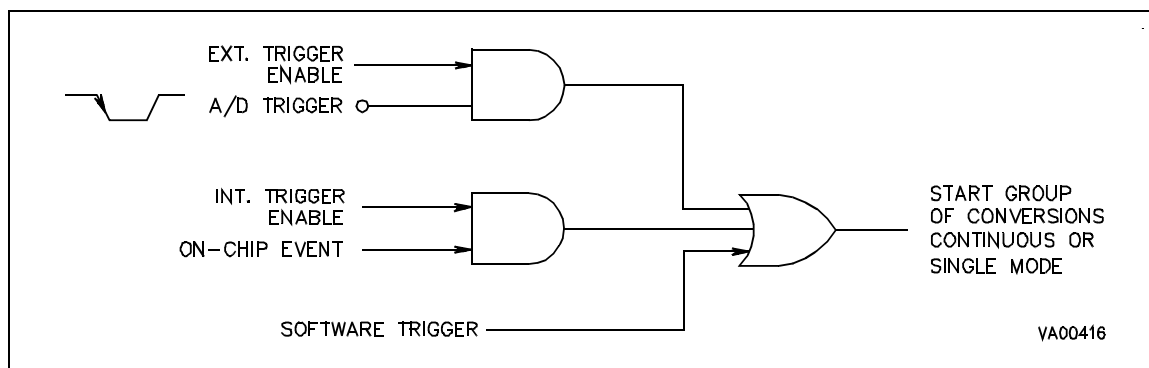 EXT. TRIGGER
ENABLE
A/D TRIGGER
INT. TRIGGER
ENABLE
ON-CHIP EVENT
SOFTWARE TRIGGER
START GROUP
OF CONVERSIONS
CONTINUOUS OR
SINGLE MODE
VA00416